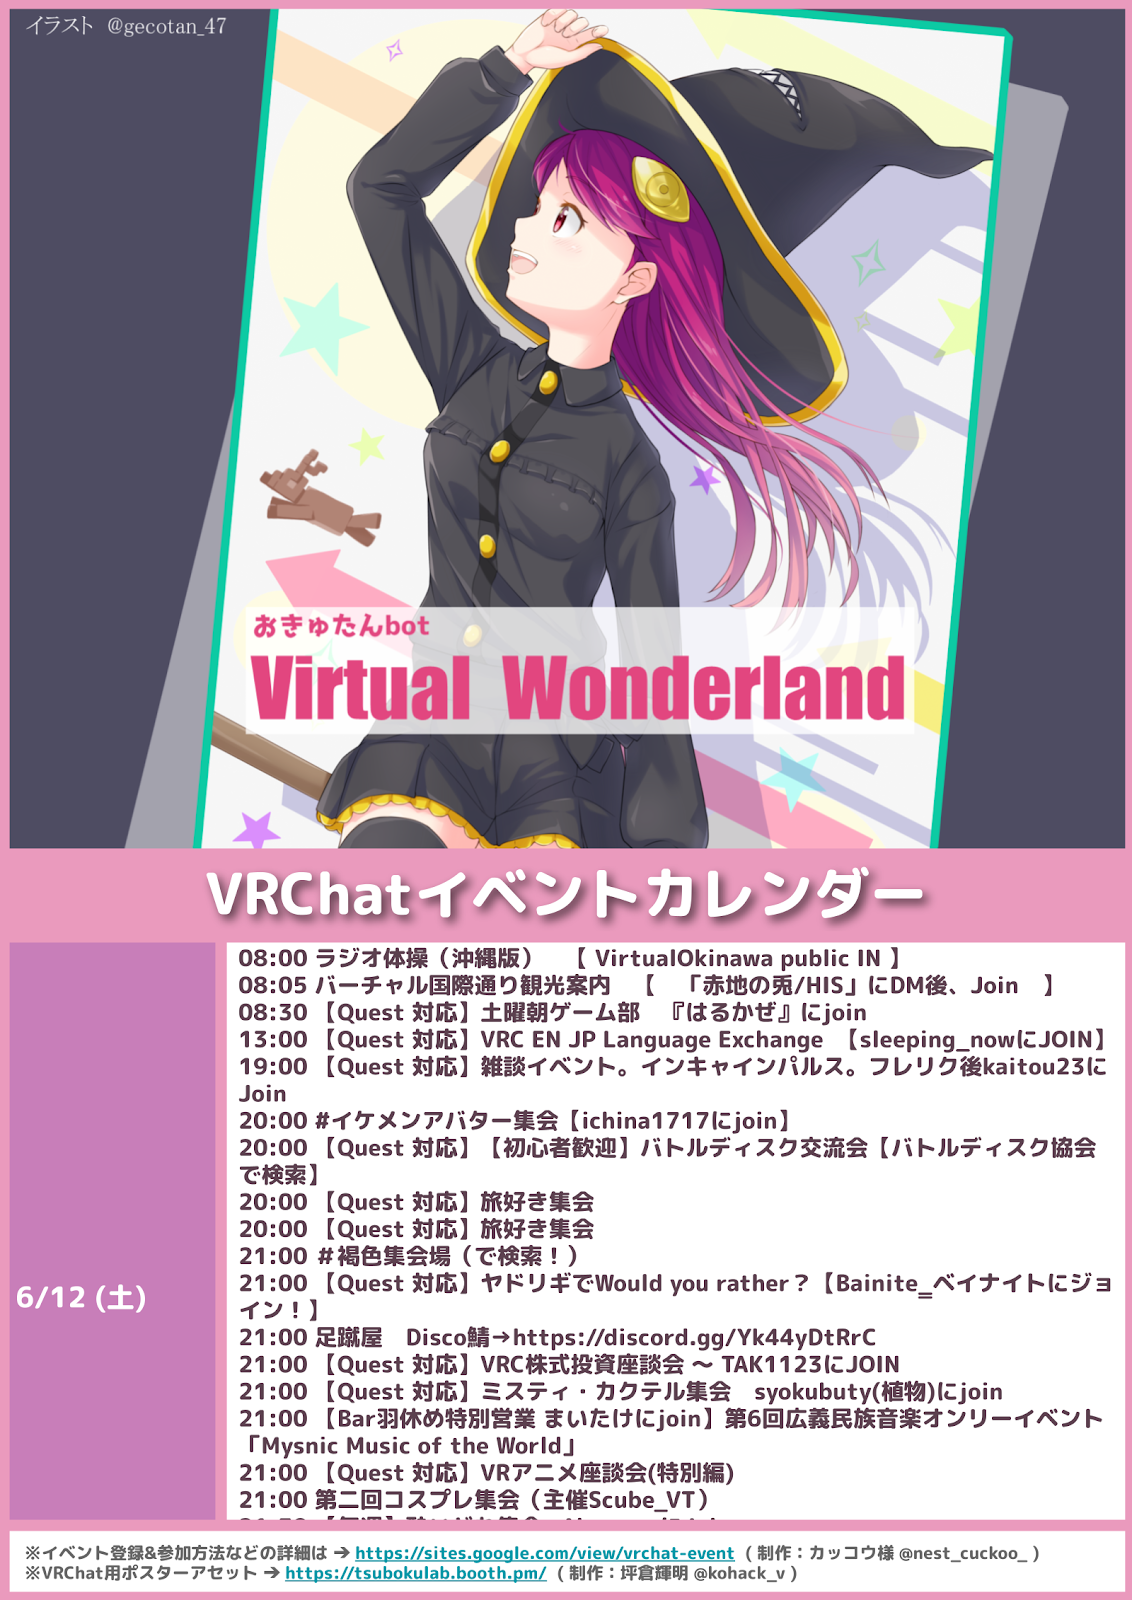 イラスト @gecotan_47
おきゅたんbot
Virtual Wonderland
VRChatイベントカレンダー
6/12 (土)
08:00 ラジオ体操（沖縄版） 【 VirtualOkinawa public IN 】
08:05 バーチャル国際通り観光案内 【 「赤地の兎/HIS」にDM後、Join 】
08:30 【Quest 対応】土曜朝ゲーム部 『はるかぜ』にjoin
13:00 【Quest 対応】VRC EN JP Language Exchange 【sleeping_nowにJOIN】
19:00 【Quest 対応】雑談イベント。インキャインパルス。フレリク後kaitou23に
Join
20:00 #イケメンアバター集会【ichina1717にjoin】
20:00 【Quest 対応】【初心者歓迎】バトルディスク交流会【バトルディスク協会
で検索】
20:00 【Quest 対応】旅好き集会
20:00 【Quest 対応】旅好き集会
21:00 ＃褐色集会場（で検索！）
21:00 【Quest 対応】ヤドリギでWould you rather？【Bainite‗ベイナイトにジョ
イン！】
21:00 足蹴屋 Disco鯖→https://discord.gg/Yk44yDtRrC
21:00 【Quest 対応】VRC株式投資座談会 ～ TAK1123にJOIN
21:00 【Quest 対応】ミスティ・カクテル集会 syokubuty(植物)にjoin
21:00 【Bar羽休め特別営業 まいたけにjoin】第6回広義民族音楽オンリーイベント
「Mysnic Music of the World」
21:00 【Quest 対応】VRアニメ座談会(特別編)
21:00 第二回コスプレ集会（主催Scube_VT）
※イベント登録&参加方法などの詳細は ➔ https://sites.google.com/view/vrchat-event （ 制作：カッコウ様 @nest_cuckoo_ ）
※VRChat用ポスターアセット ➔ https://tsubokulab.booth.pm/ （ 制作：坪倉輝明 @kohack_v ）